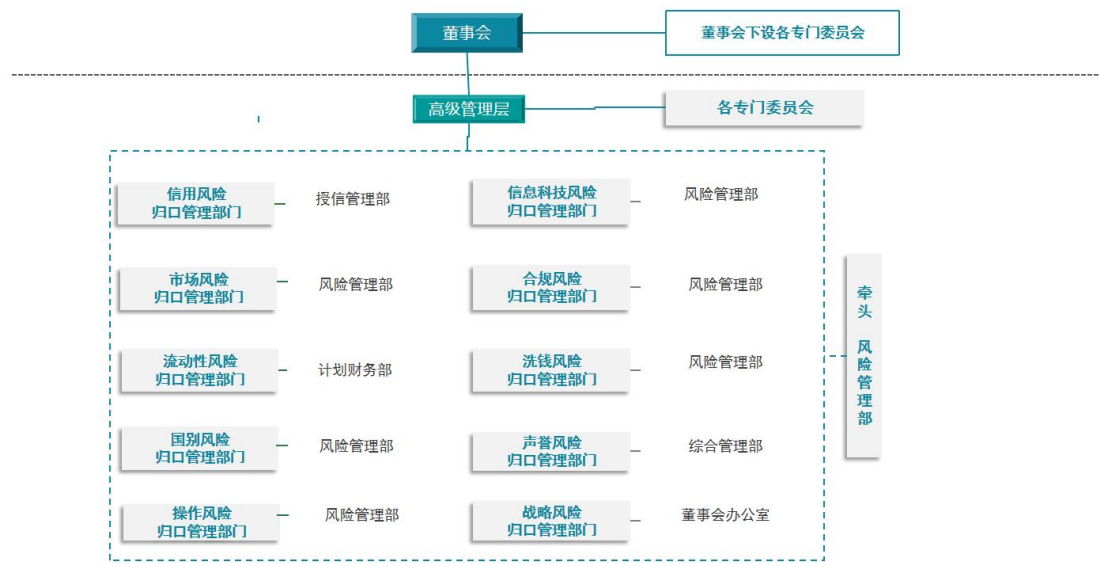 董事会
董事会下设各专门委员会
高级管理层
各专门委员会
信用风险
归口管理部门
授信管理部
信息科技风险
归口管理部门
风险管理部
市场风险
归口管理部门
风险管理部
合规风险
归口管理部门
风险管理部
流动性风险
归口管理部门
计划财务部
洗钱风险
归口管理部门
风险管理部
国别风险
归口管理部门
风险管理部
声誉风险
归口管理部门
综合管理部
操作风险
归口管理部门
风险管理部
战略风险
归口管理部门
董事会办公室
牵头 风险管理部